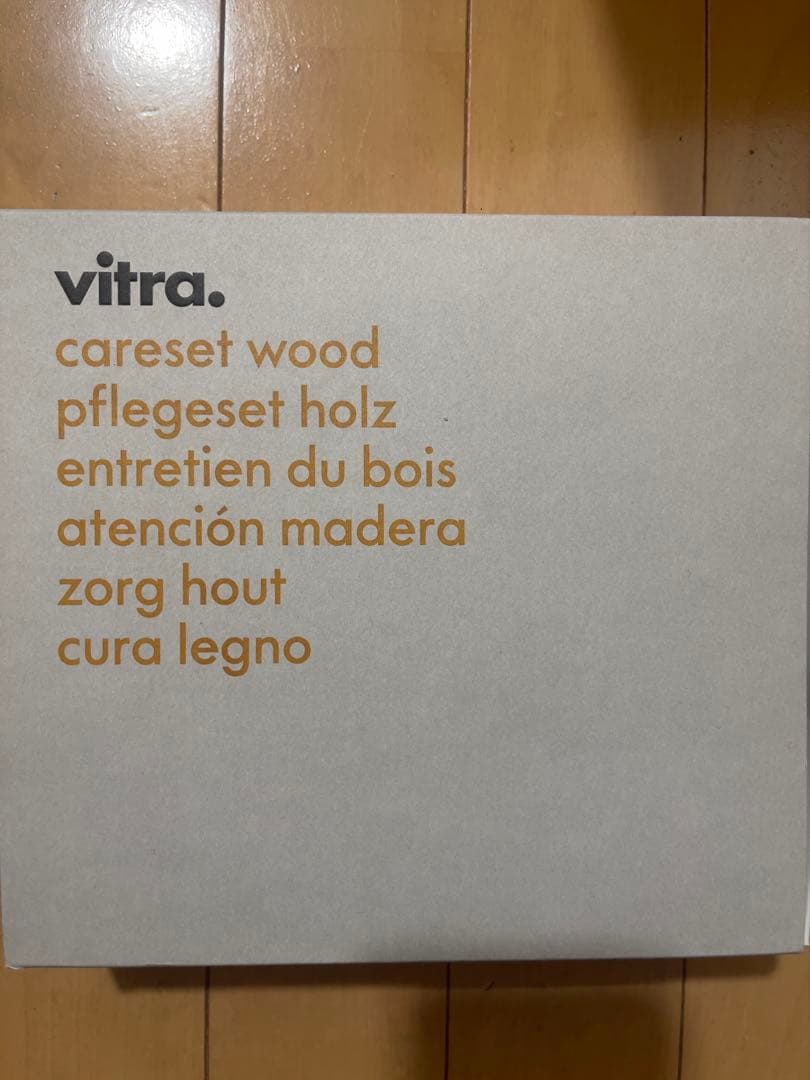 vitra.
careset wood
pflegeset holz
entretien du bois
atención madera
zorg hout
cura legno